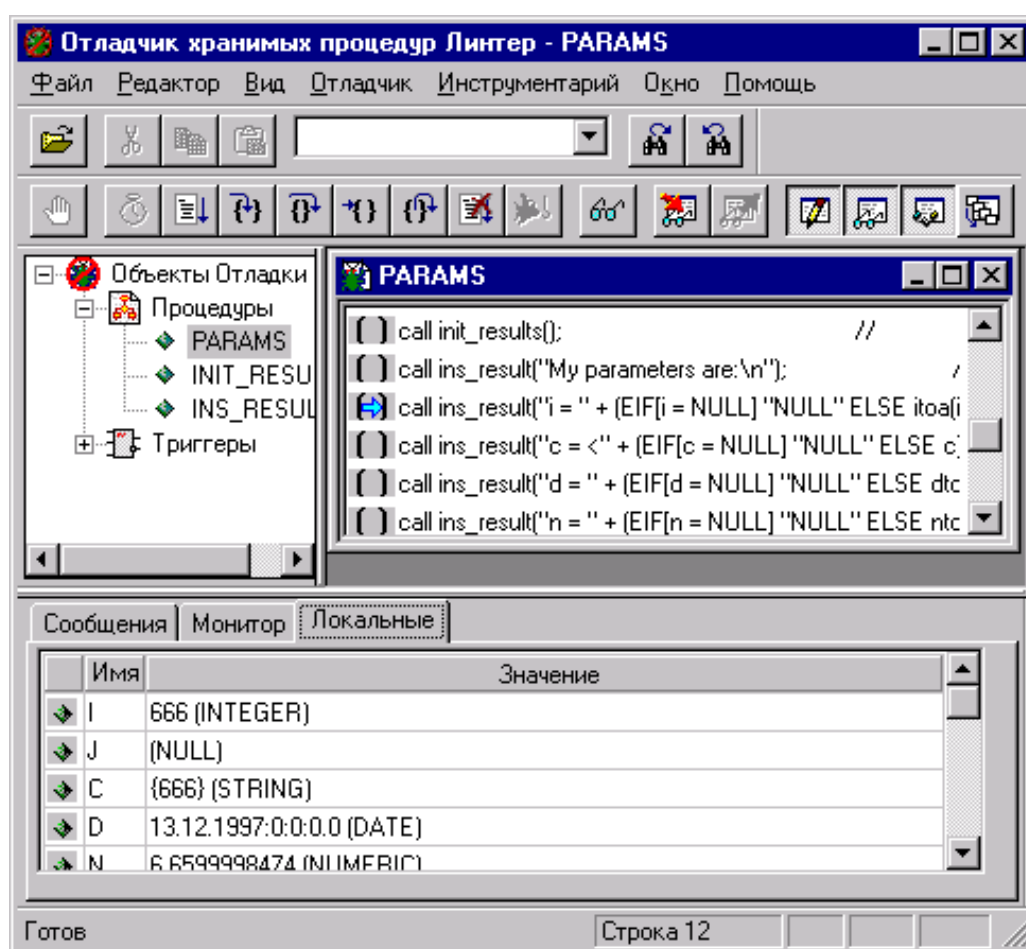 Отладчик хранимых процедур Линтер - PARAMS
Файл Редактор Вид Отладчик Инструментарий Окно Помощь
Объекты Отладки
Процедуры
PARAMS
INIT_RESU
INS_RESUL
Триггеры
PARAMS
call init_results(); //
call ins_result("My parameters are:\n"); /
call ins_result("i = " + (EIF[i = NULL] "NULL" ELSE itoa(i
call ins_result("c = <" + (EIF[c = NULL] "NULL" ELSE c)
call ins_result("d = " + (EIF[d = NULL] "NULL" ELSE dtc
call ins_result("n = " + (EIF[n = NULL] "NULL" ELSE ntc
Сообщения Монитор Локальные
Имя Значение
I 666 (INTEGER)
J (NULL)
C {666} (STRING)
D 13.12.1997:0:0:0.0 (DATE)
N 6.6599998474 (NUMERIC)
Готов Строка 12